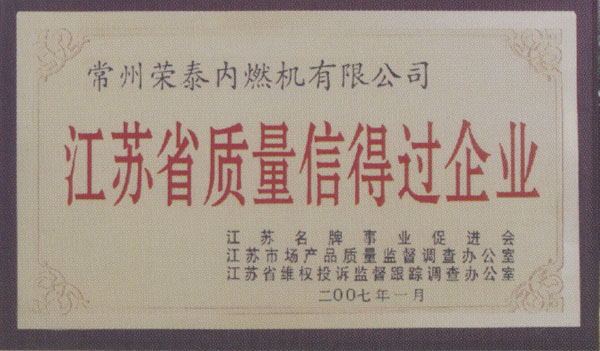 常州荣泰内燃机有限公司
江苏省质量信得过企业
江苏名牌事业促进会
江苏市场产品质量监督调查办公室
江苏省维权投诉监督跟踪调查办公室
二00七年一月